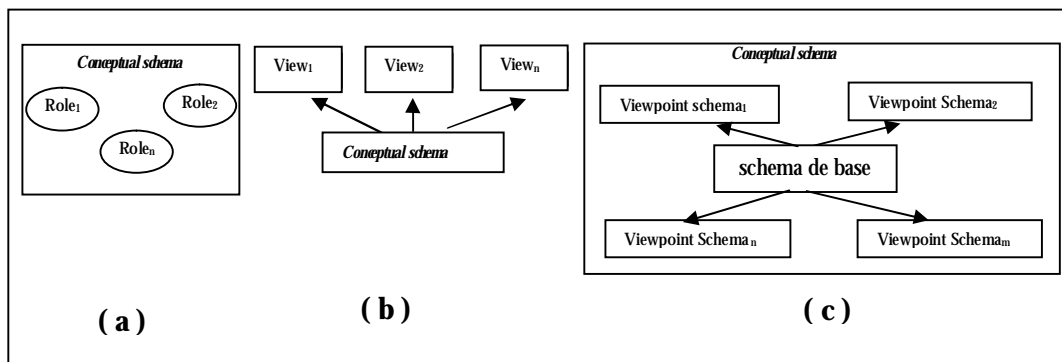 Conceptual schema
Role₁
Role₂
Roleₙ
(a)
View₁
View₂
Viewₙ
Conceptual schema
(b)
Conceptual schema
Viewpoint schema₁
Viewpoint Schema₂
schema de base
Viewpoint Schemaₙ
Viewpoint Schemaₘ
(c)